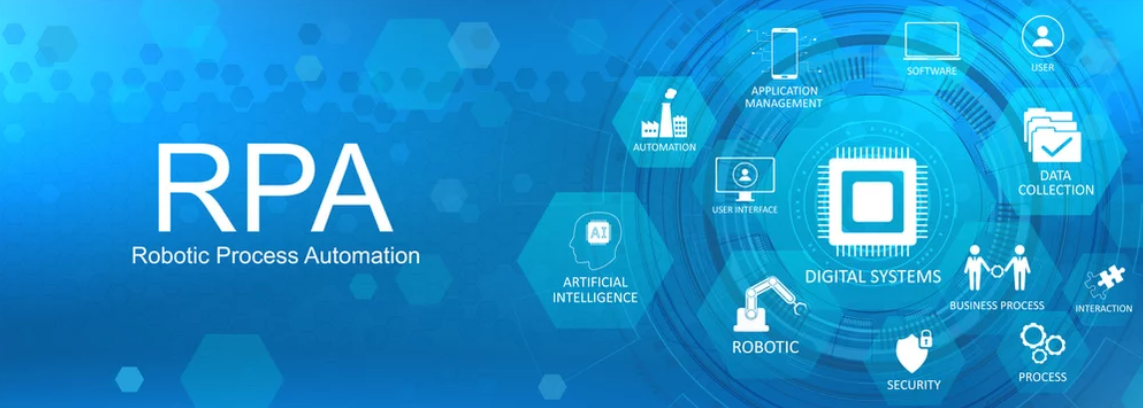 RPA
Robotic Process Automation
APPLICATION
MANAGEMENT
SOFTWARE
USER
AUTOMATION
USER INTERFACE
DATA
COLLECTION
AI
ARTIFICIAL
INTELLIGENCE
DIGITAL SYSTEMS
BUSINESS PROCESS
INTERACTION
ROBOTIC
SECURITY
PROCESS